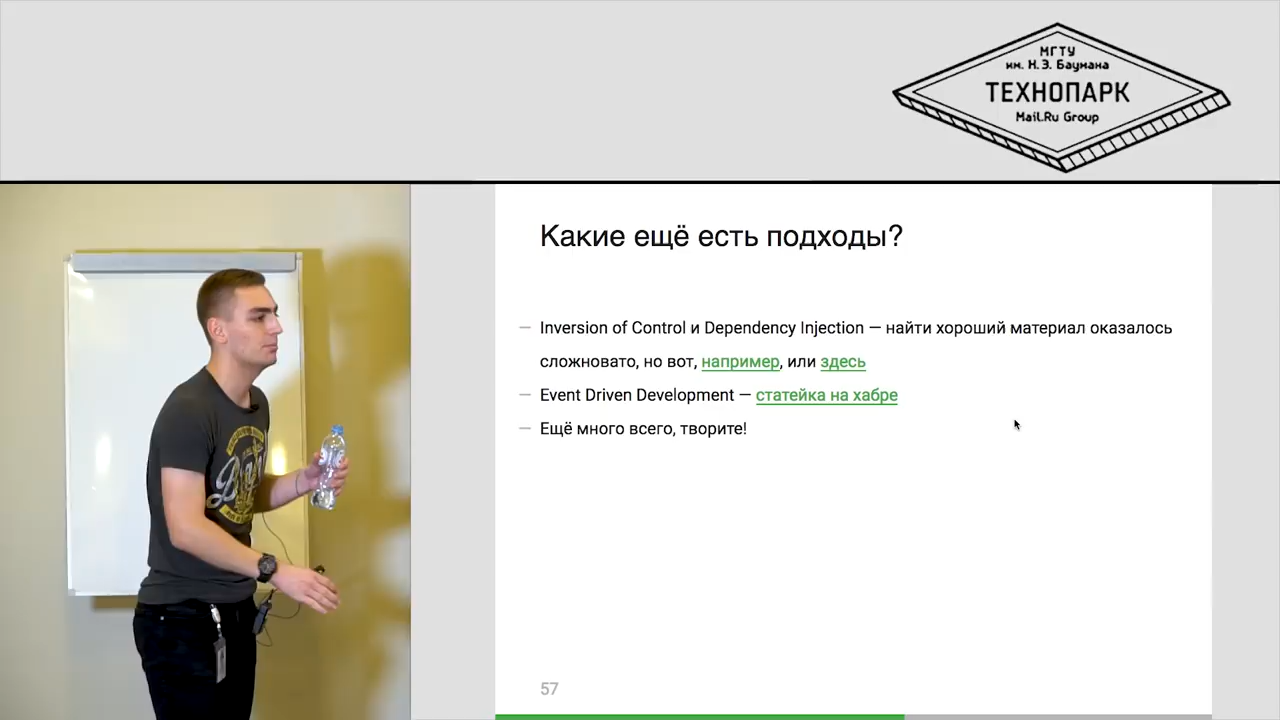 МГТУ
им. Н.Э. Баумана
ТЕХНОПАРК
Mail.Ru Group
Какие ещё есть подходы?
— Inversion of Control и Dependency Injection — найти хороший материал оказалось
сложновато, но вот, например, или здесь
— Event Driven Development — статейка на хабре
— Ещё много всего, творите!
57